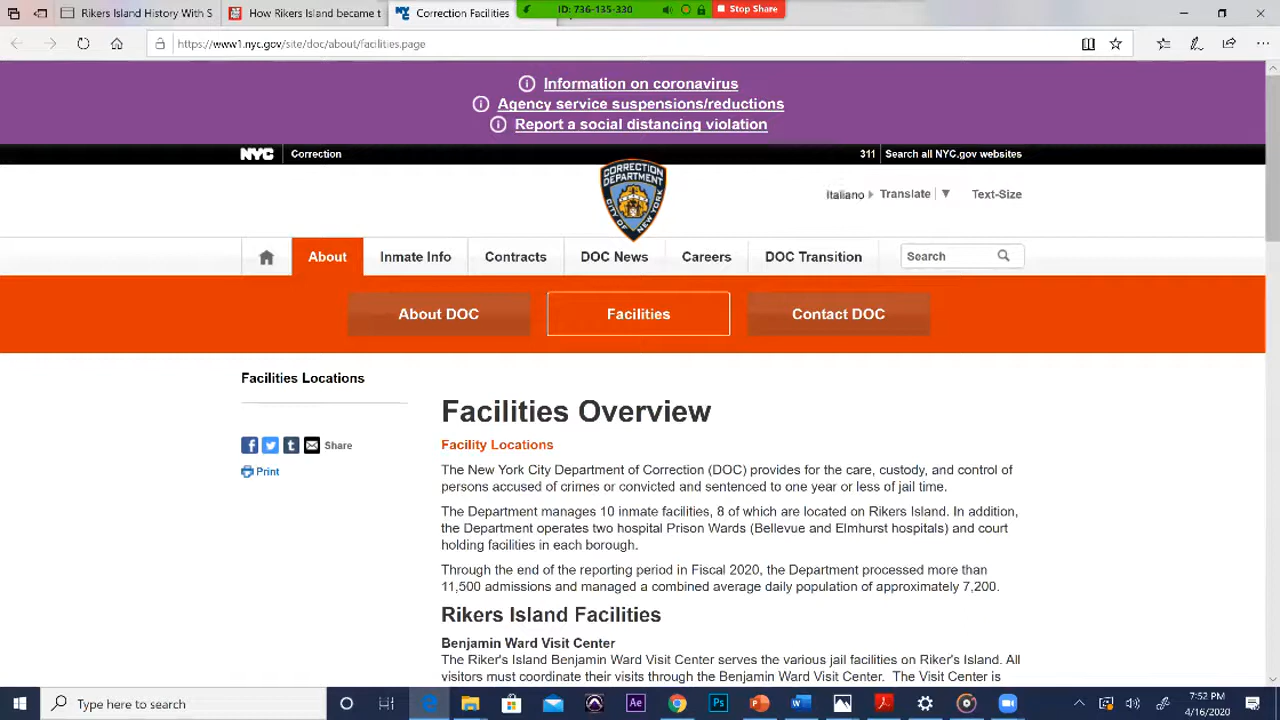 Rikers Island History With S
How Rikers Island became t
Correction Facilities
ID: 736-135-330
Stop Share
https://www1.nyc.gov/site/doc/about/facilities.page
Information on coronavirus
Agency service suspensions/reductions
Report a social distancing violation
NYC Correction
311 Search all NYC.gov websites
CORRECTION DEPARTMENT CITY OF NEW YORK
Italiano Translate Text-Size
About Inmate Info Contracts DOC News Careers DOC Transition Search
About DOC Facilities Contact DOC
Facilities Locations
Share
Print
Facilities Overview
Facility Locations
The New York City Department of Correction (DOC) provides for the care, custody, and control of
persons accused of crimes or convicted and sentenced to one year or less of jail time.
The Department manages 10 inmate facilities, 8 of which are located on Rikers Island. In addition,
the Department operates two hospital Prison Wards (Bellevue and Elmhurst hospitals) and court
holding facilities in each borough.
Through the end of the reporting period in Fiscal 2020, the Department processed more than
11,500 admissions and managed a combined average daily population of approximately 7,200.
Rikers Island Facilities
Benjamin Ward Visit Center
The Riker's Island Benjamin Ward Visit Center serves the various jail facilities on Riker's Island. All
visitors must coordinate their visits through the Benjamin Ward Visit Center. The Visit Center is
Type here to search
Ae Ps
7:52 PM
4/16/2020